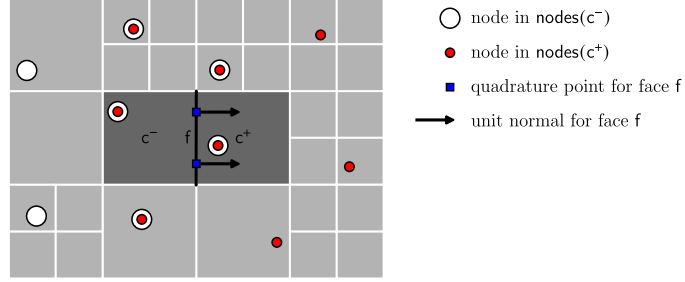 node in nodes(c⁻)
node in nodes(c⁺)
quadrature point for face f
unit normal for face f
c⁻ f c⁺